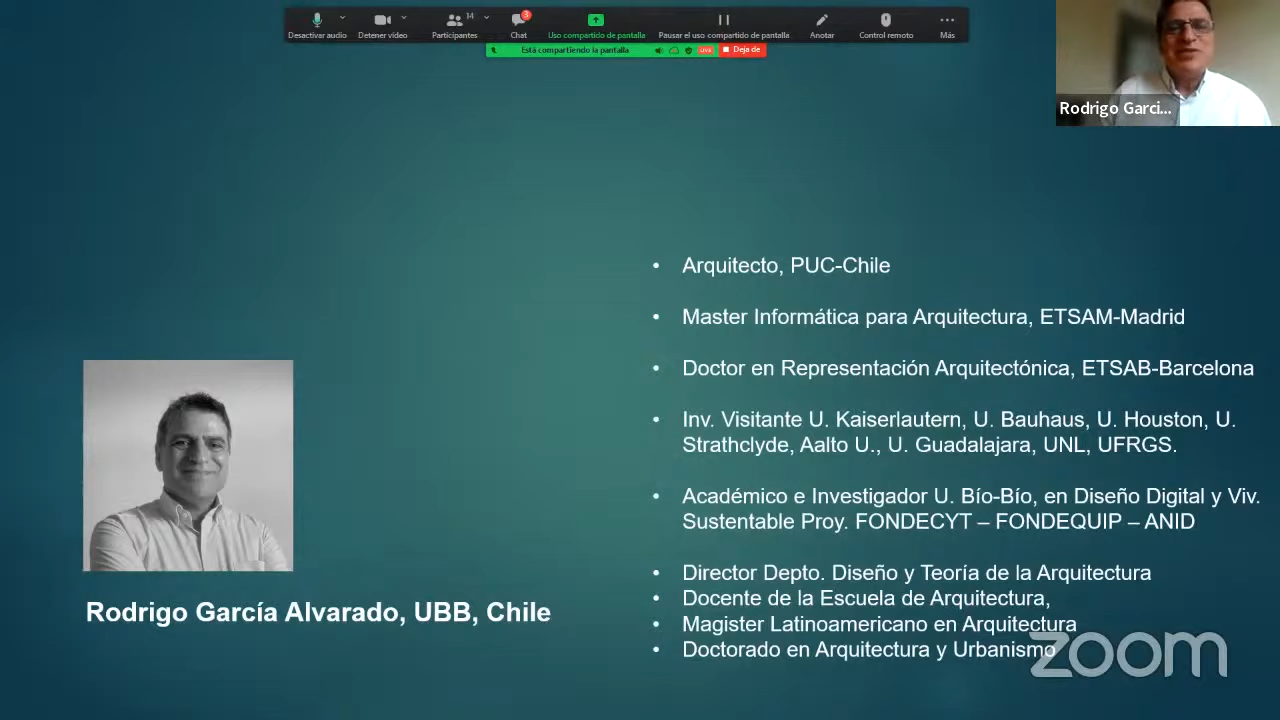 14
3
Desactivar audio
Detener vídeo
Participantes
Chat
Uso compartido de pantalla
Pausar el uso compartido de pantalla
Anotar
Control remoto
Más
Está compartiendo la pantalla
LIVE
Deja de
Rodrigo Garci...
• Arquitecto, PUC-Chile
• Master Informática para Arquitectura, ETSAM-Madrid
• Doctor en Representación Arquitectónica, ETSAB-Barcelona
• Inv. Visitante U. Kaiserlautern, U. Bauhaus, U. Houston, U.
Strathclyde, Aalto U., U. Guadalajara, UNL, UFRGS.
• Académico e Investigador U. Bío-Bío, en Diseño Digital y Viv.
Sustentable Proy. FONDECYT – FONDEQUIP – ANID
• Director Depto. Diseño y Teoría de la Arquitectura
• Docente de la Escuela de Arquitectura,
• Magister Latinoamericano en Arquitectura
• Doctorado en Arquitectura y Urbanismo
Rodrigo García Alvarado, UBB, Chile
zoom